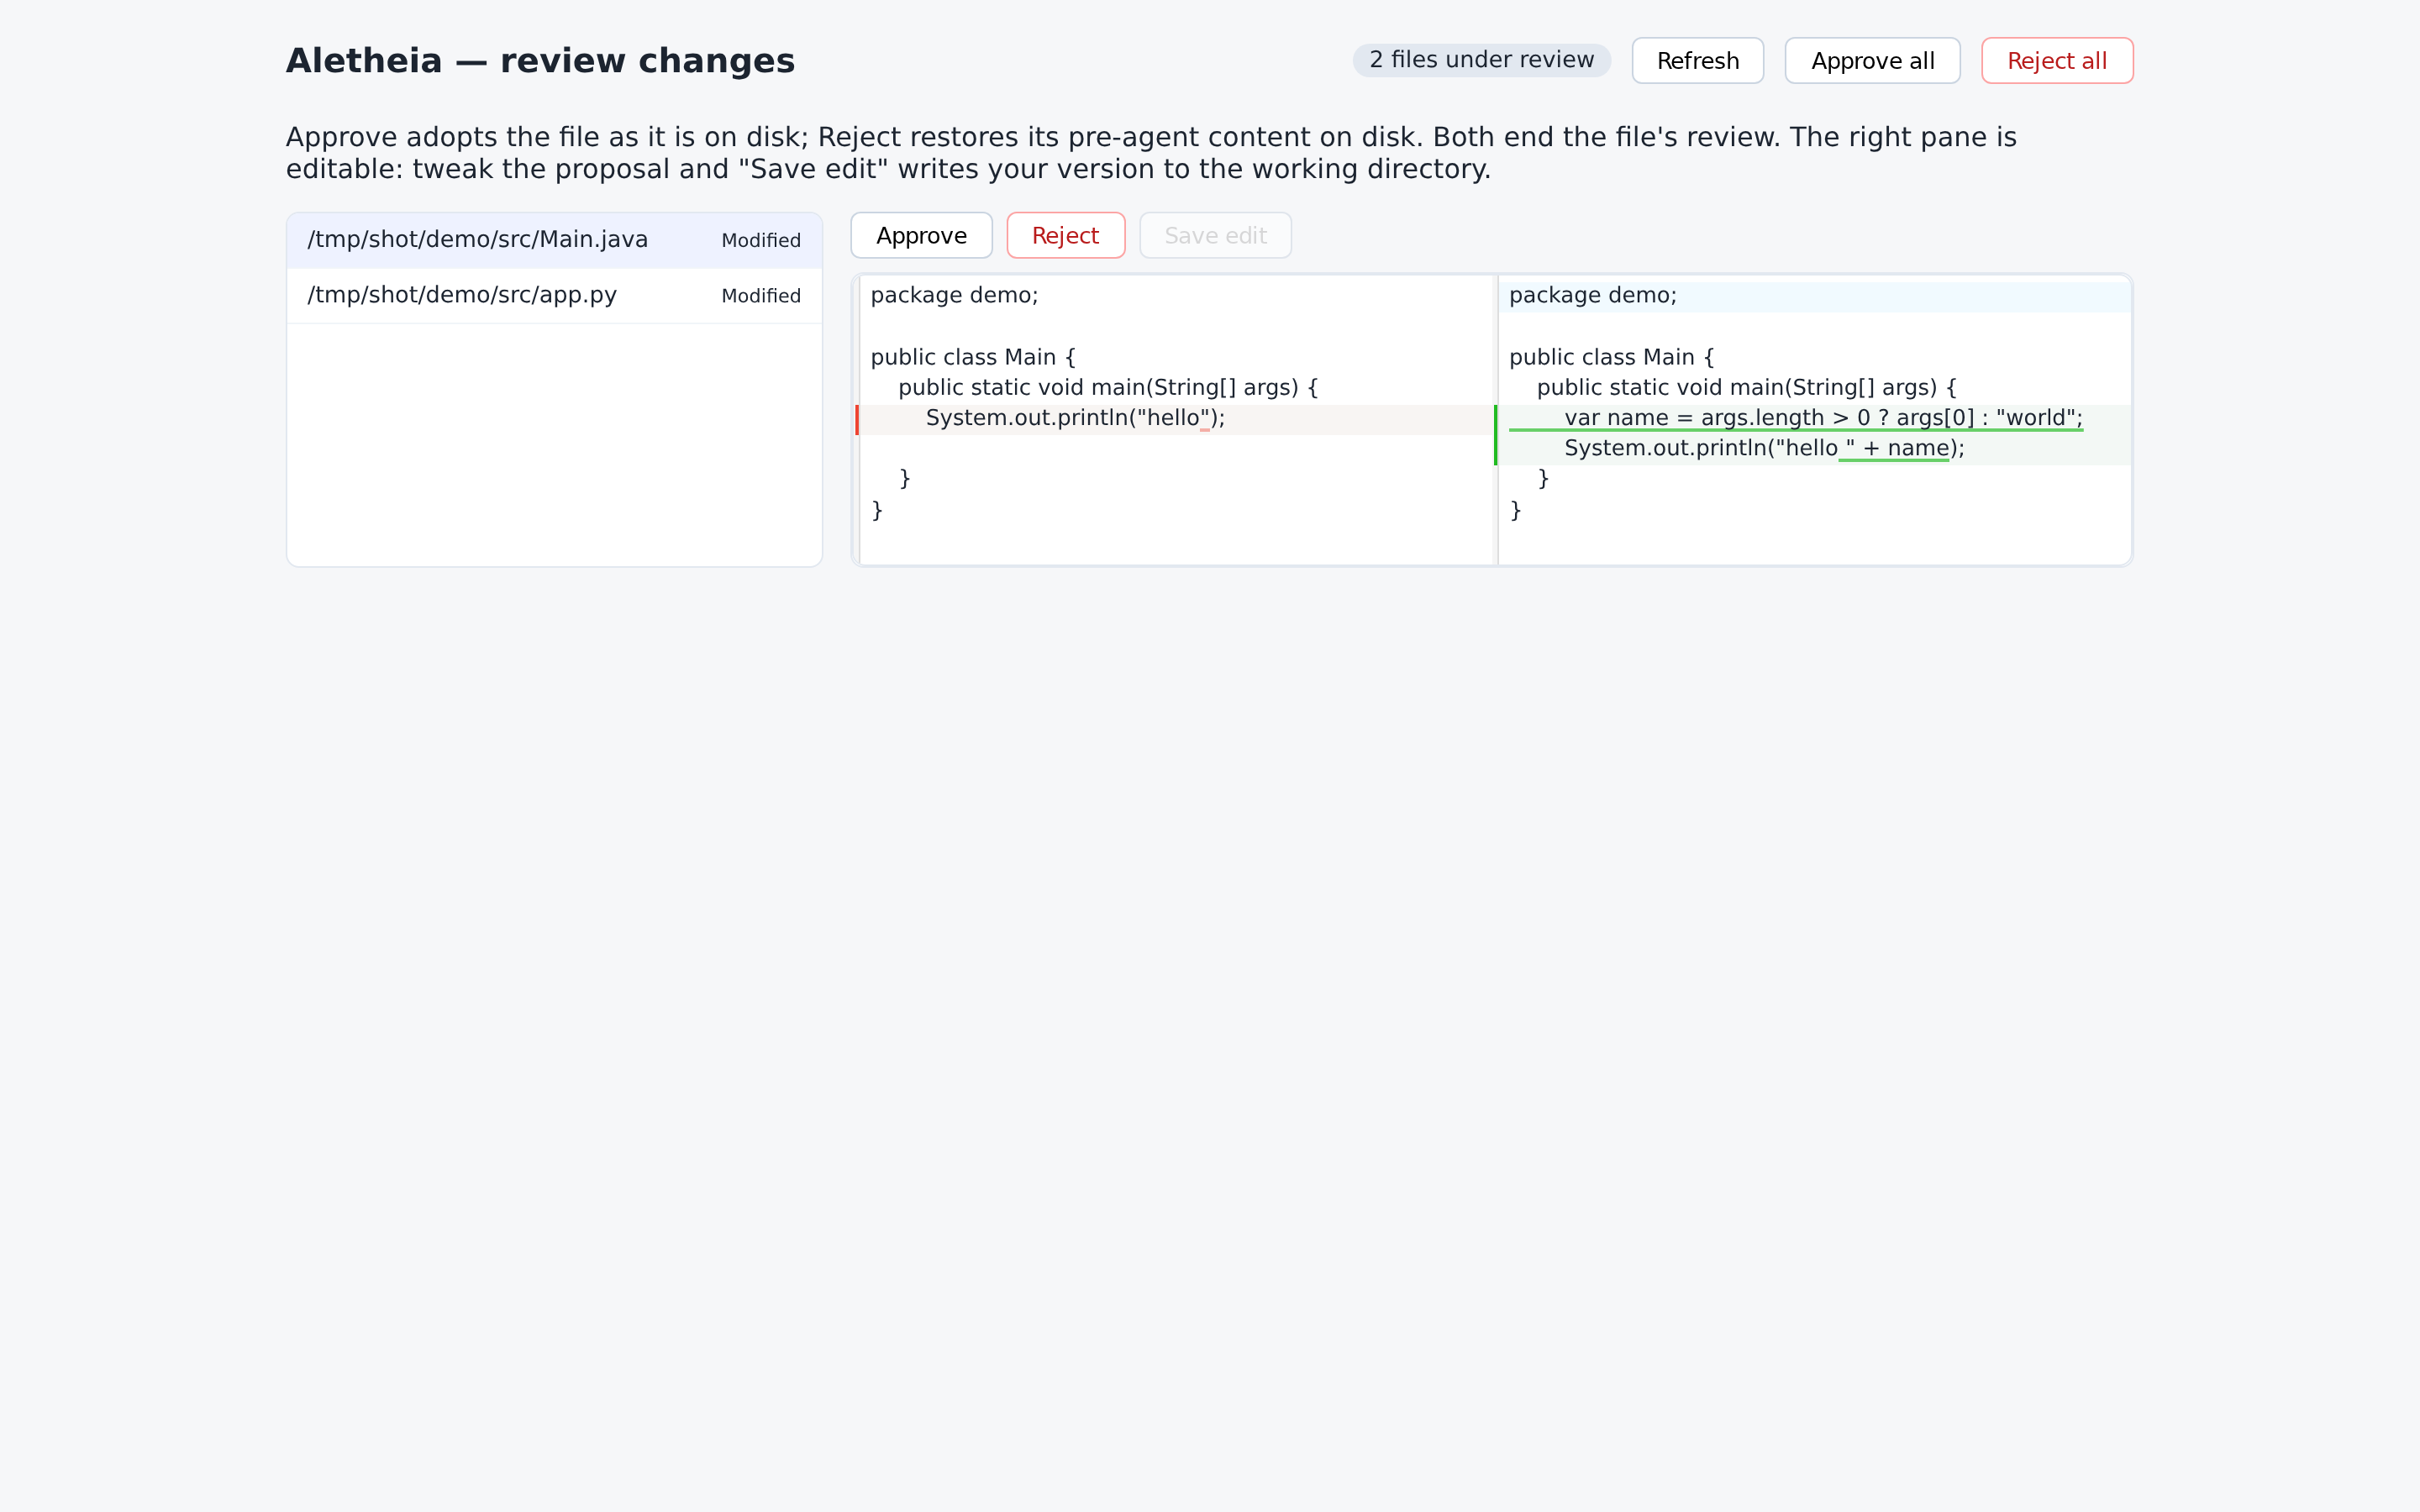 Aletheia — review changes
2 files under review
Refresh
Approve all
Reject all
Approve adopts the file as it is on disk; Reject restores its pre-agent content on disk. Both end the file's review. The right pane is
editable: tweak the proposal and "Save edit" writes your version to the working directory.
/tmp/shot/demo/src/Main.java Modified
/tmp/shot/demo/src/app.py Modified
Approve
Reject
Save edit
package demo;
public class Main {
    public static void main(String[] args) {
        System.out.println("hello");
    }
}
package demo;
public class Main {
    public static void main(String[] args) {
        var name = args.length > 0 ? args[0] : "world";
        System.out.println("hello " + name);
    }
}